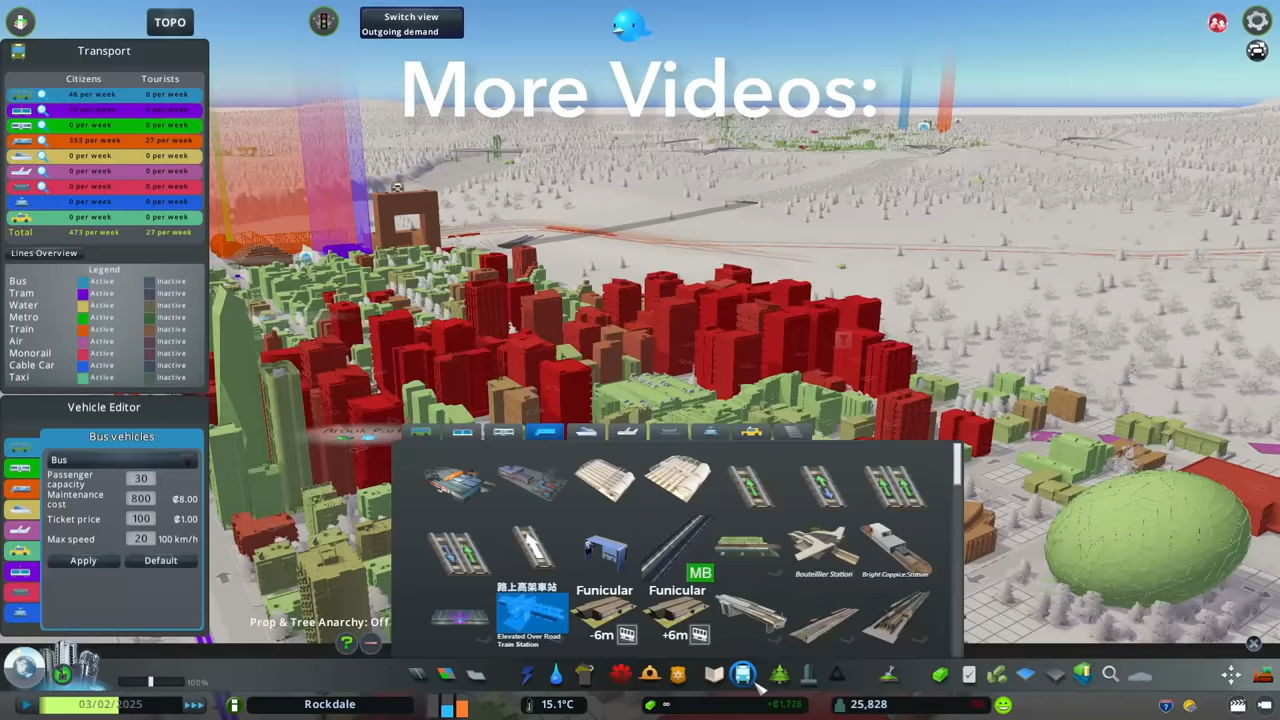 TOPO
Switch view
Outgoing demand
More Videos:
Transport
Citizens Tourists
46 per week 0 per week
0 per week
0 per week 0 per week
353 per week 27 per week
0 per week 0 per week
0 per week 0 per week
0 per week 0 per week
0 per week 0 per week
0 per week 0 per week
Total 473 per week 27 per week
Lines Overview
Legend
Bus Active Inactive
Tram Active Inactive
Water Active Inactive
Metro Active Inactive
Train Active Inactive
Air Active Inactive
Monorail Active Inactive
Cable Car Active Inactive
Taxi Active Inactive
Vehicle Editor
Bus vehicles
Bus
Passenger capacity 30
Maintenance cost 800 ₡8.00
Ticket price 100 ₡1.00
Max speed 20 100 km/h
Apply Default
Prop & Tree Anarchy: Off
MB
Bouteillier Station
Bright Coppice Station
路上高架車站
Elevated Over Road
Train Station
Funicular
-6m
Funicular
+6m
100%
03/02/2025
Rockdale
15.1°C
∞
+₡1,728
25,828